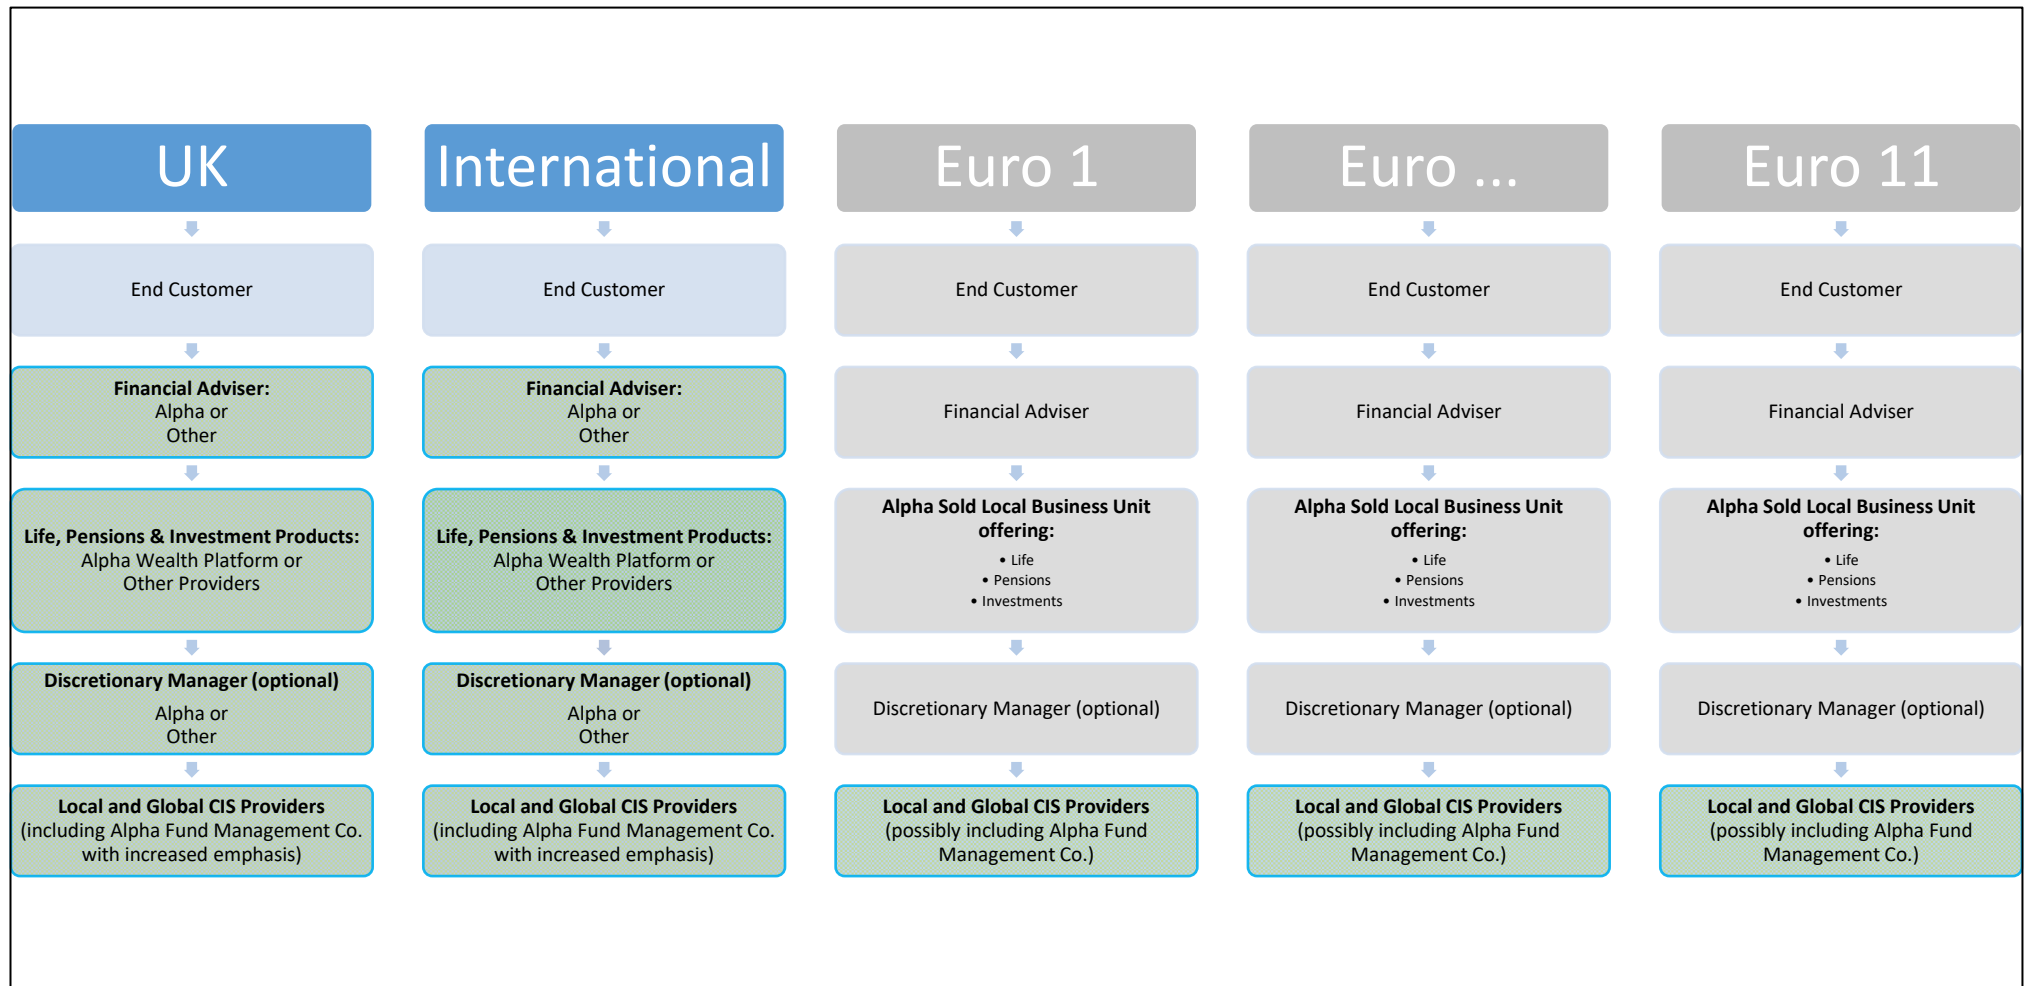 UK
End Customer
Financial Adviser:
Alpha or
Other
Life, Pensions & Investment Products:
Alpha Wealth Platform or
Other Providers
Discretionary Manager (optional)
Alpha or
Other
Local and Global CIS Providers
(including Alpha Fund Management Co.
with increased emphasis)
International
End Customer
Financial Adviser:
Alpha or
Other
Life, Pensions & Investment Products:
Alpha Wealth Platform or
Other Providers
Discretionary Manager (optional)
Alpha or
Other
Local and Global CIS Providers
(including Alpha Fund Management Co.
with increased emphasis)
Euro 1
End Customer
Financial Adviser
Alpha Sold Local Business Unit
offering:
• Life
• Pensions
• Investments
Discretionary Manager (optional)
Local and Global CIS Providers
(possibly including Alpha Fund
Management Co.)
Euro ...
End Customer
Financial Adviser
Alpha Sold Local Business Unit
offering:
• Life
• Pensions
• Investments
Discretionary Manager (optional)
Local and Global CIS Providers
(possibly including Alpha Fund
Management Co.)
Euro 11
End Customer
Financial Adviser
Alpha Sold Local Business Unit
offering:
• Life
• Pensions
• Investments
Discretionary Manager (optional)
Local and Global CIS Providers
(possibly including Alpha Fund
Management Co.)